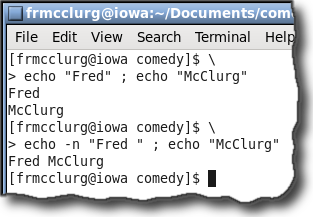 frmcclurg@iowa:~/Documents/com
File Edit View Search Terminal Help
[frmcclurg@iowa comedy]$ \
> echo "Fred" ; echo "McClurg"
Fred
McClurg
[frmcclurg@iowa comedy]$ \
> echo -n "Fred " ; echo "McClurg"
Fred McClurg
[frmcclurg@iowa comedy]$